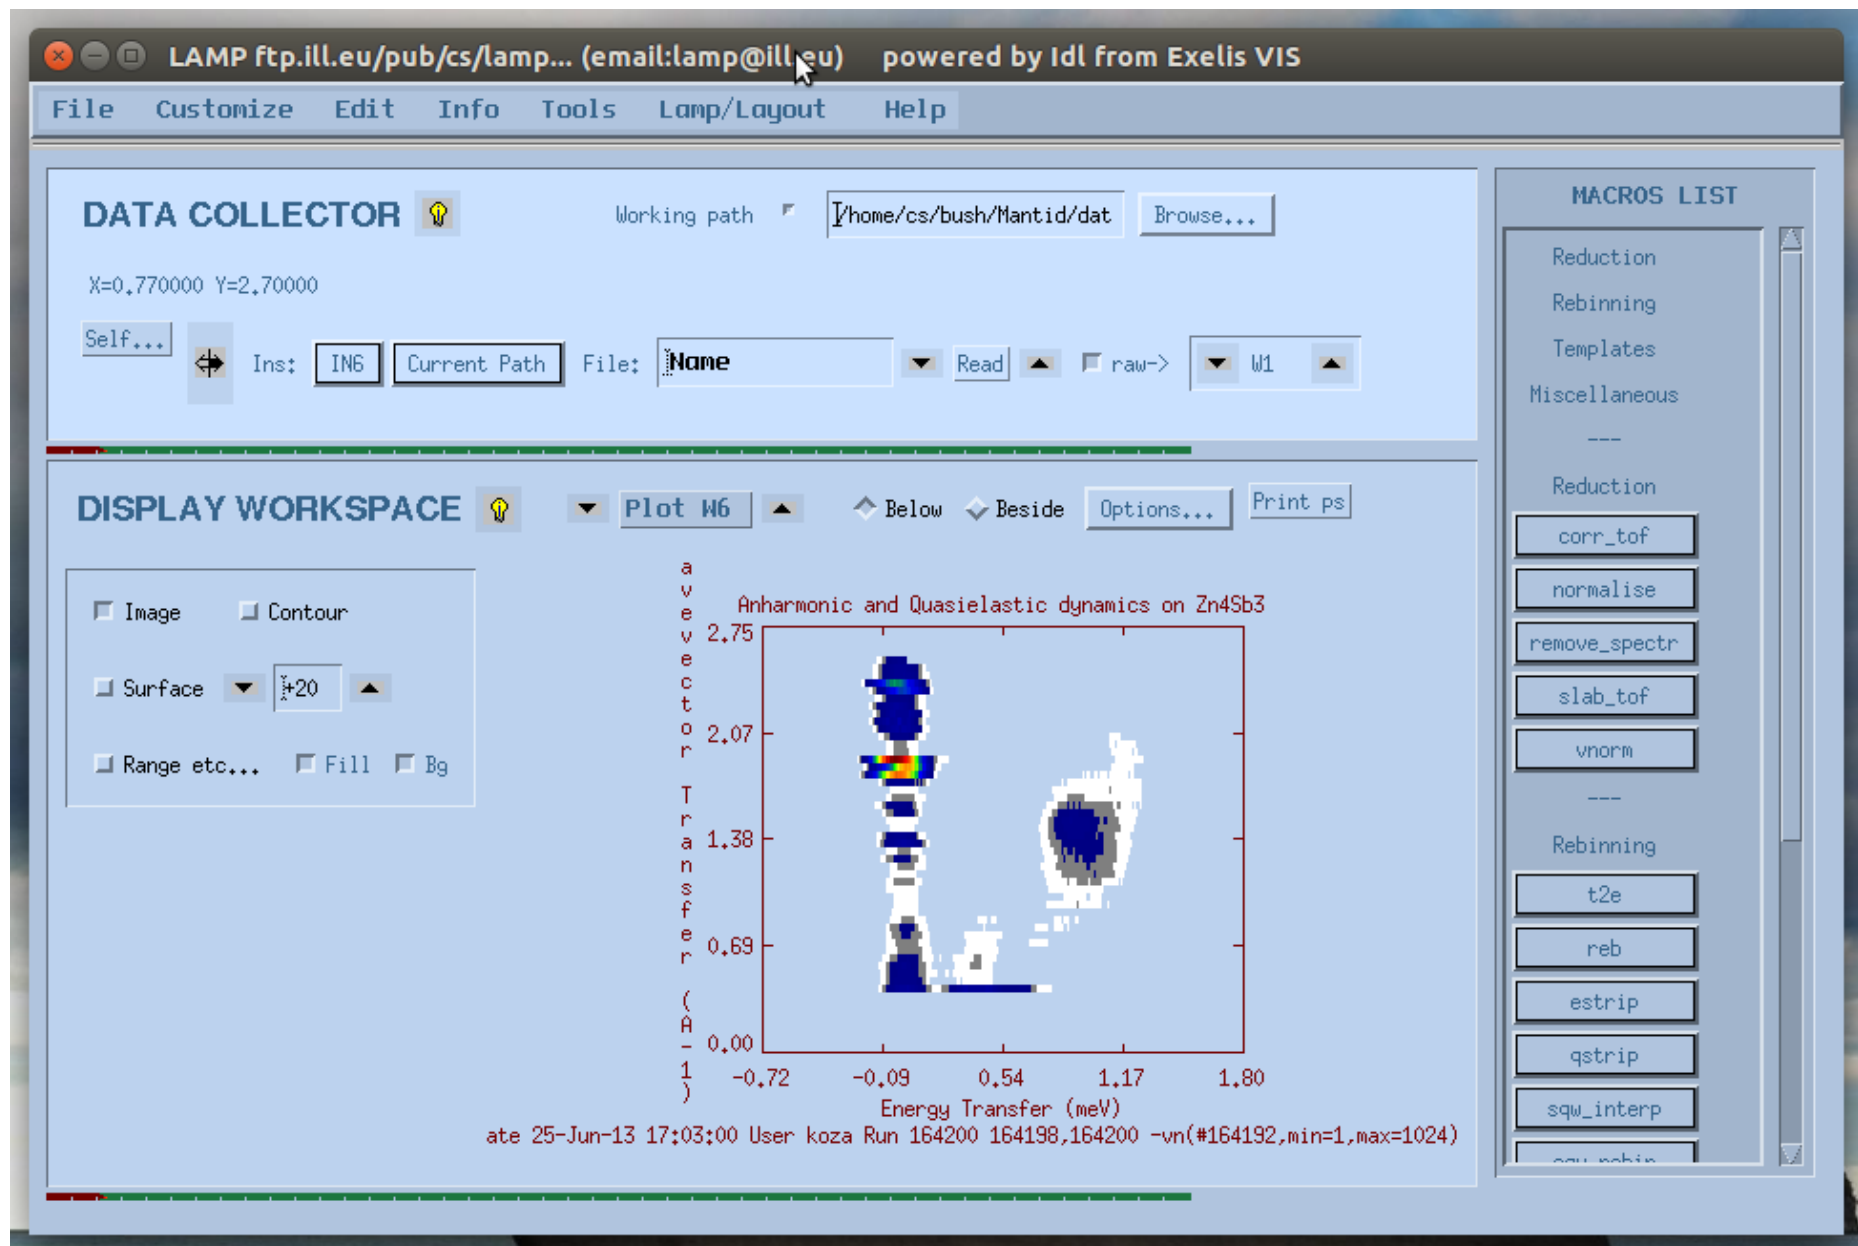 LAMP ftp.ill.eu/pub/cs/lamp... (email:lamp@ill.eu) powered by Idl from Exelis VIS
File Customize Edit Info Tools Lamp/Layout Help
DATA COLLECTOR Working path /home/cs/bush/Mantid/dat Browse...
X=0.770000 Y=2.70000
Self...
Ins: IN6 Current Path File: Name Read raw-> W1
DISPLAY WORKSPACE Plot W6 Below Beside Options... Print ps
Image Contour
Surface +20
Range etc... Fill Bg
avevector Transfer (A-1)
Anharmonic and Quasielastic dynamics on Zn4Sb3
2.75
2.07
1.38
0.69
0.00
-0.72 -0.09 0.54 1.17 1.80
Energy Transfer (meV)
ate 25-Jun-13 17:03:00 User koza Run 164200 164198,164200 -vn(#164192,min=1,max=1024)
MACROS LIST
Reduction
Rebinning
Templates
Miscellaneous
---
Reduction
corr_tof
normalise
remove_spectr
slab_tof
vnorm
---
Rebinning
t2e
reb
estrip
qstrip
sqw_interp